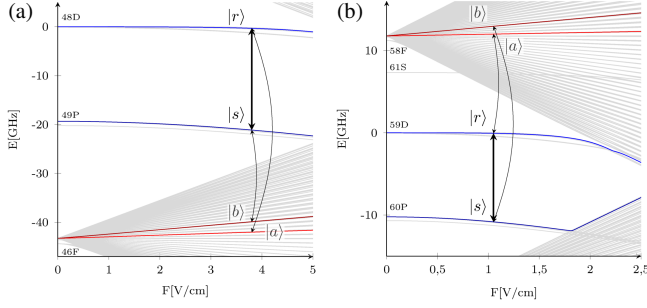 (a)
E[GHz]
0
-10
-20
-30
-40
48D
49P
46F
|r⟩
|s⟩
|b⟩
|a⟩
0
1
2
3
4
5
F[V/cm]
(b)
E[GHz]
10
0
-10
58F
61S
59D
60P
|b⟩
|a⟩
|r⟩
|s⟩
0
0,5
1
1,5
2
2,5
F[V/cm]